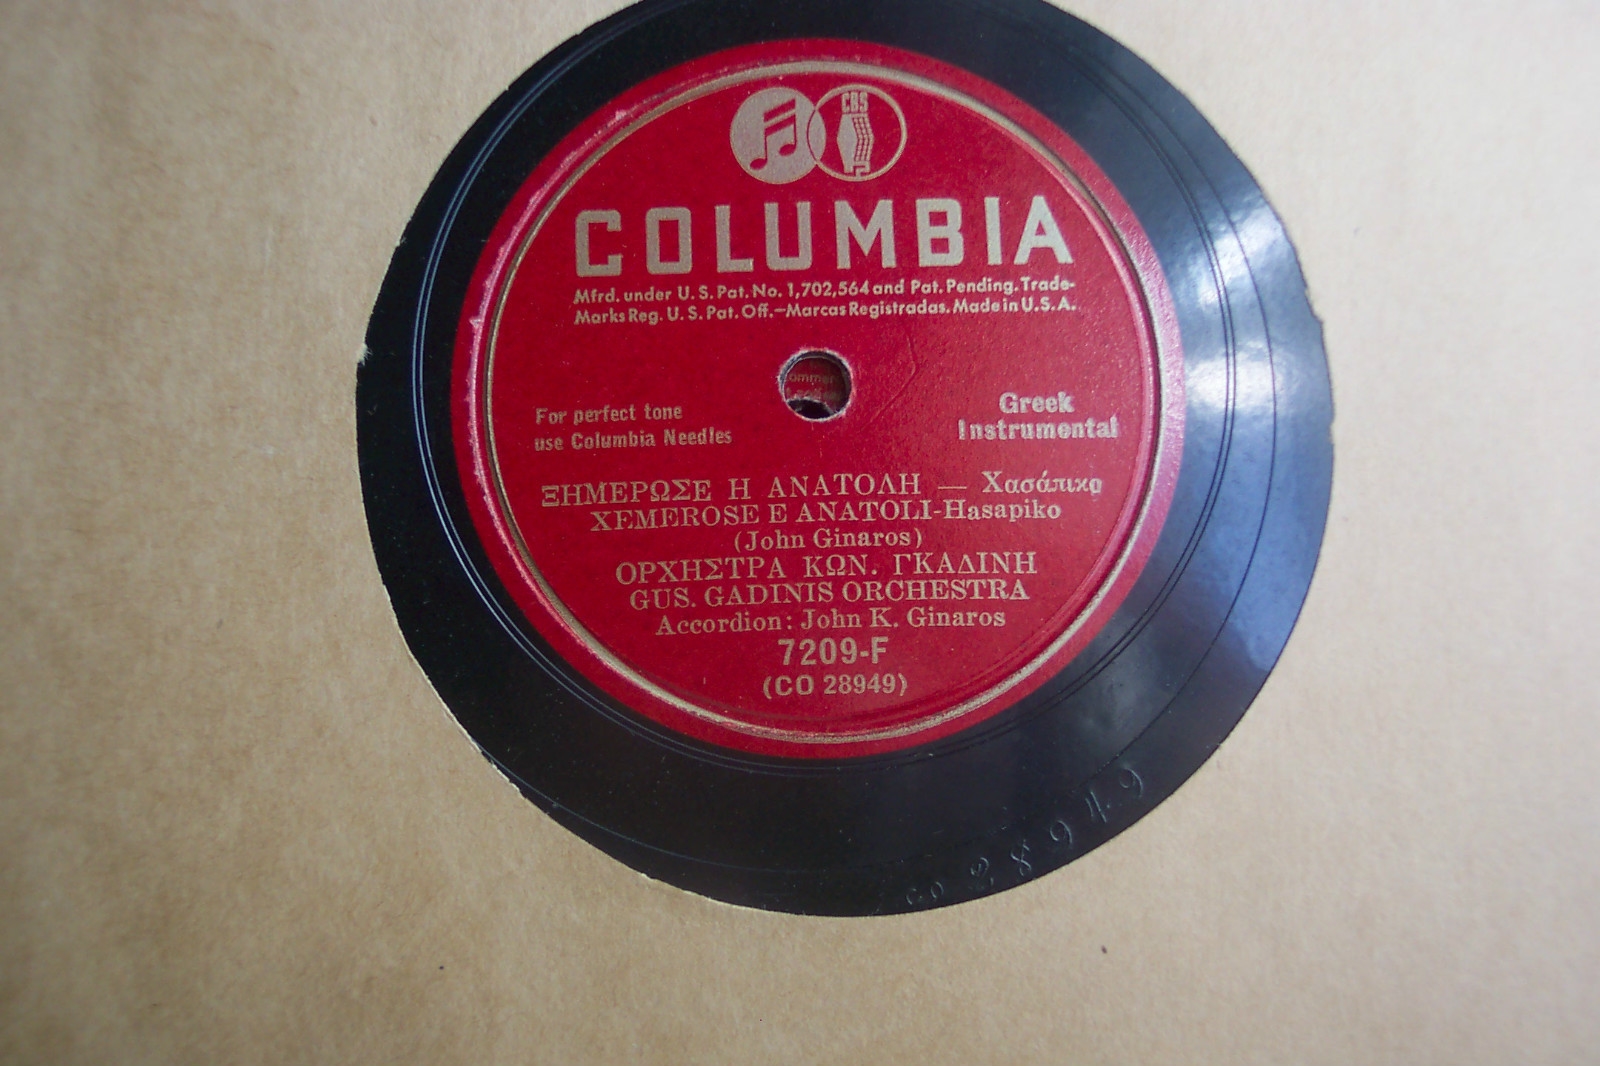 CBS
COLUMBIA
Mfrd. under U. S. Pat. No. 1,702,564 and Pat. Pending. Trade-
Marks Reg. U. S. Pat. Off.—Marcas Registradas. Made in U. S. A.
For perfect tone
use Columbia Needles
Greek
Instrumental
ΞΗΜΕΡΩΣΕ Η ΑΝΑΤΟΛΗ — Χασάπικο
XEMEROSE E ANATOLI-Hasapiko
(John Ginaros)
ΟΡΧΗΣΤΡΑ ΚΩΝ. ΓΚΑΔΙΝΗ
GUS. GADINIS ORCHESTRA
Accordion: John K. Ginaros
7209-F
(CO 28949)
CO 28949